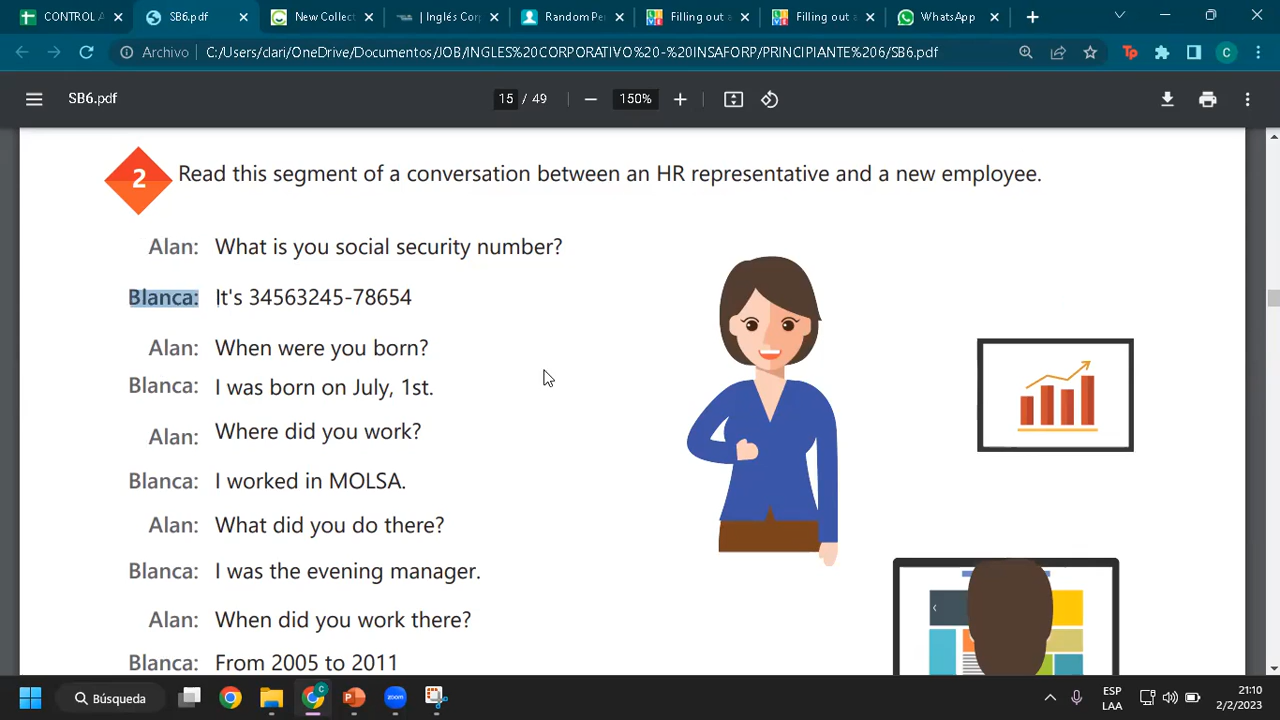 CONTROL A
SB6.pdf
New Collect
| Inglés Cor
Random Pe
Filling out a
Filling out a
WhatsApp
Archivo
C:/Users/clari/OneDrive/Documentos/JOB/INGLES%20CORPORATIVO%20-%20INSAFORP/PRINCIPIANTE%206/SB6.pdf
Tp
C
SB6.pdf
15 / 49
150%
2
Read this segment of a conversation between an HR representative and a new employee.
Alan: What is you social security number?
Blanca: It's 34563245-78654
Alan: When were you born?
Blanca: I was born on July, 1st.
Alan: Where did you work?
Blanca: I worked in MOLSA.
Alan: What did you do there?
Blanca: I was the evening manager.
Alan: When did you work there?
Blanca: From 2005 to 2011
Búsqueda
C
zoom
ESP
LAA
21:10
2/2/2023